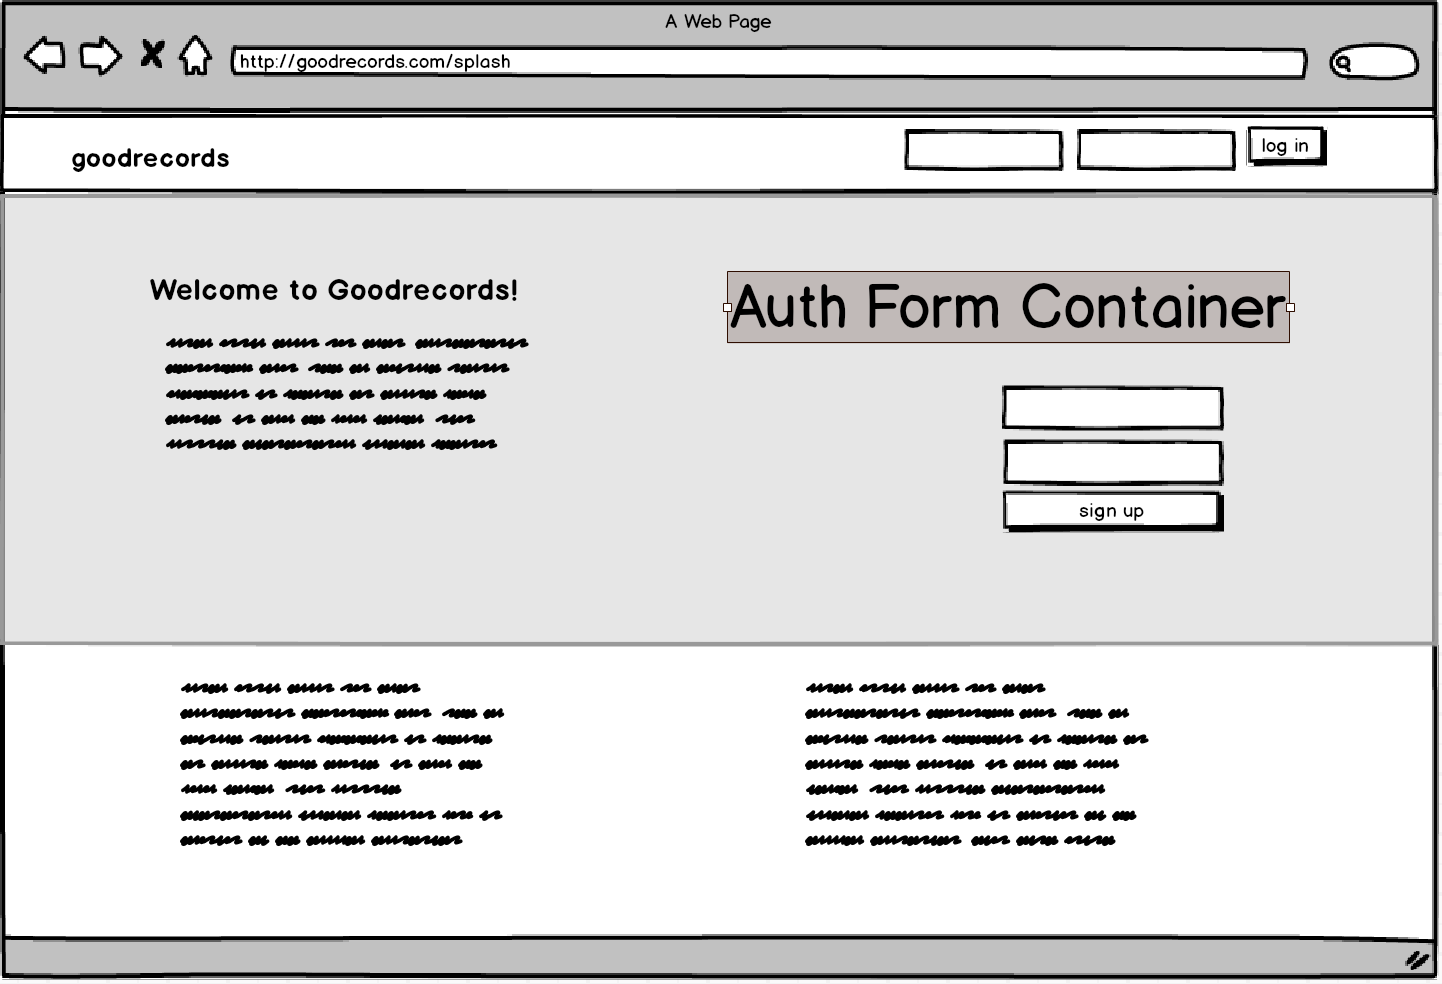 A Web Page
http://goodrecords.com/splash
goodrecords
log in
Welcome to Goodrecords!
Auth Form Container
sign up